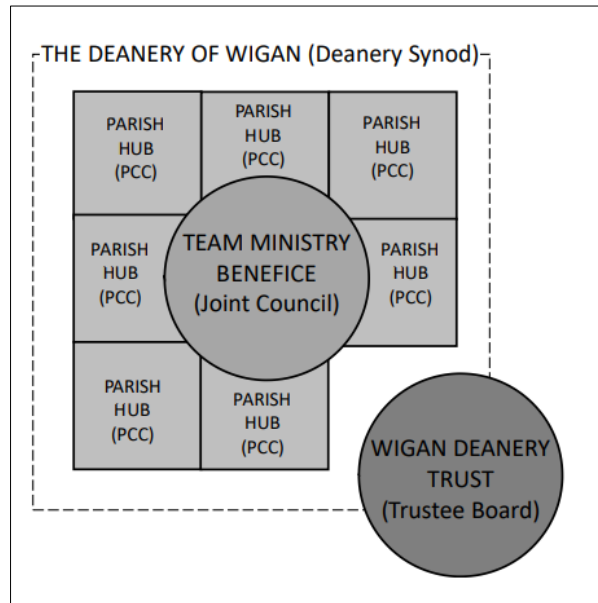 THE DEANERY OF WIGAN (Deanery Synod)
PARISH
HUB
(PCC)
PARISH
HUB
(PCC)
PARISH
HUB
(PCC)
PARISH
HUB
(PCC)
TEAM MINISTRY
BENEFICE
(Joint Council)
PARISH
HUB
(PCC)
PARISH
HUB
(PCC)
PARISH
HUB
(PCC)
WIGAN DEANERY
TRUST
(Trustee Board)